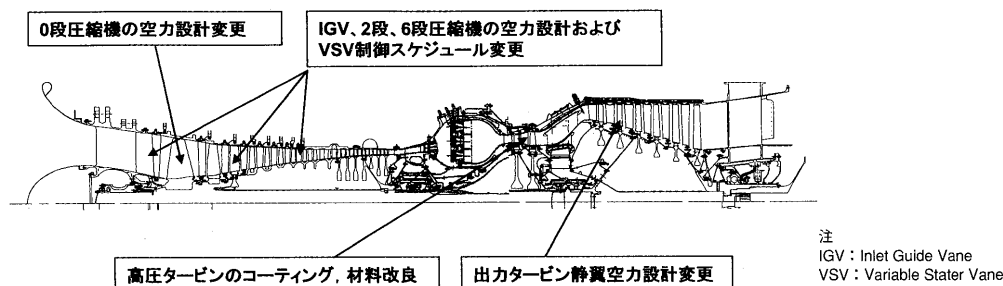 0段圧縮機の空力設計変更
IGV、2段、6段圧縮機の空力設計および
VSV制御スケジュール変更
高圧タービンのコーティング, 材料改良
出力タービン静翼空力設計変更
注
IGV：Inlet Guide Vane
VSV：Variable Stater Vane